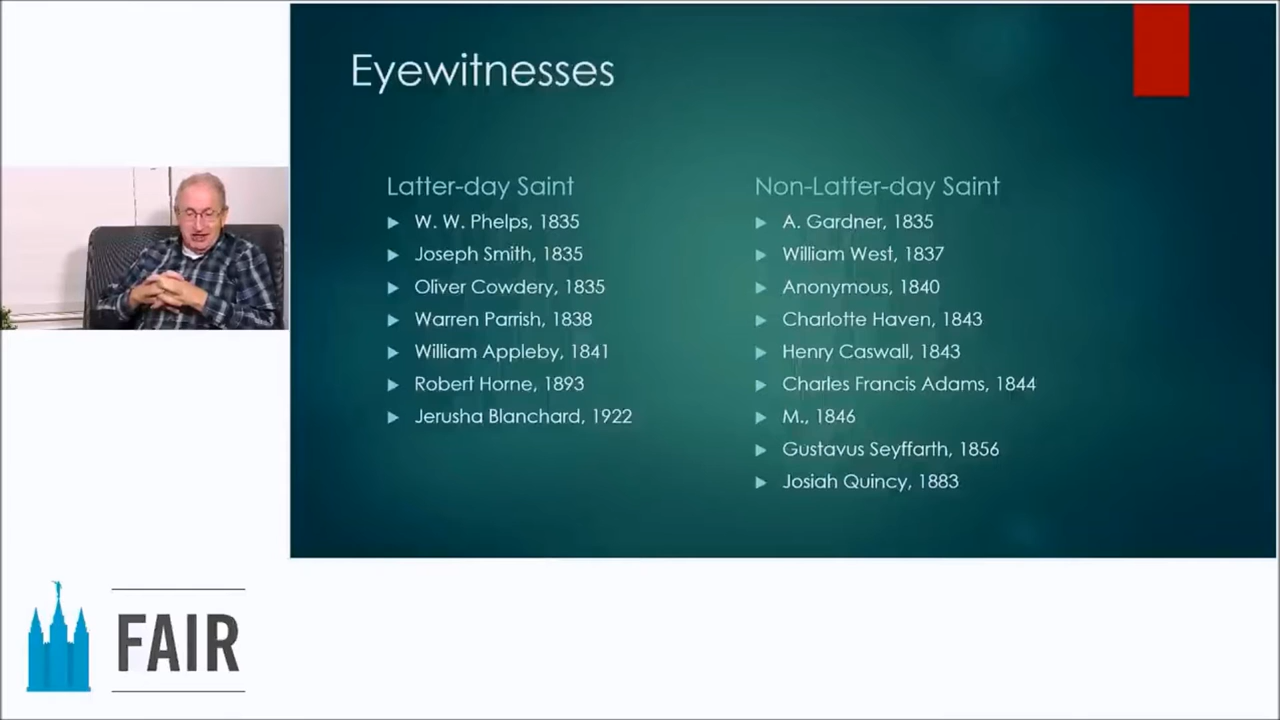 Eyewitnesses
Latter-day Saint
W. W. Phelps, 1835
Joseph Smith, 1835
Oliver Cowdery, 1835
Warren Parrish, 1838
William Appleby, 1841
Robert Horne, 1893
Jerusha Blanchard, 1922
Non-Latter-day Saint
A. Gardner, 1835
William West, 1837
Anonymous, 1840
Charlotte Haven, 1843
Henry Caswall, 1843
Charles Francis Adams, 1844
M., 1846
Gustavus Seyffarth, 1856
Josiah Quincy, 1883
FAIR